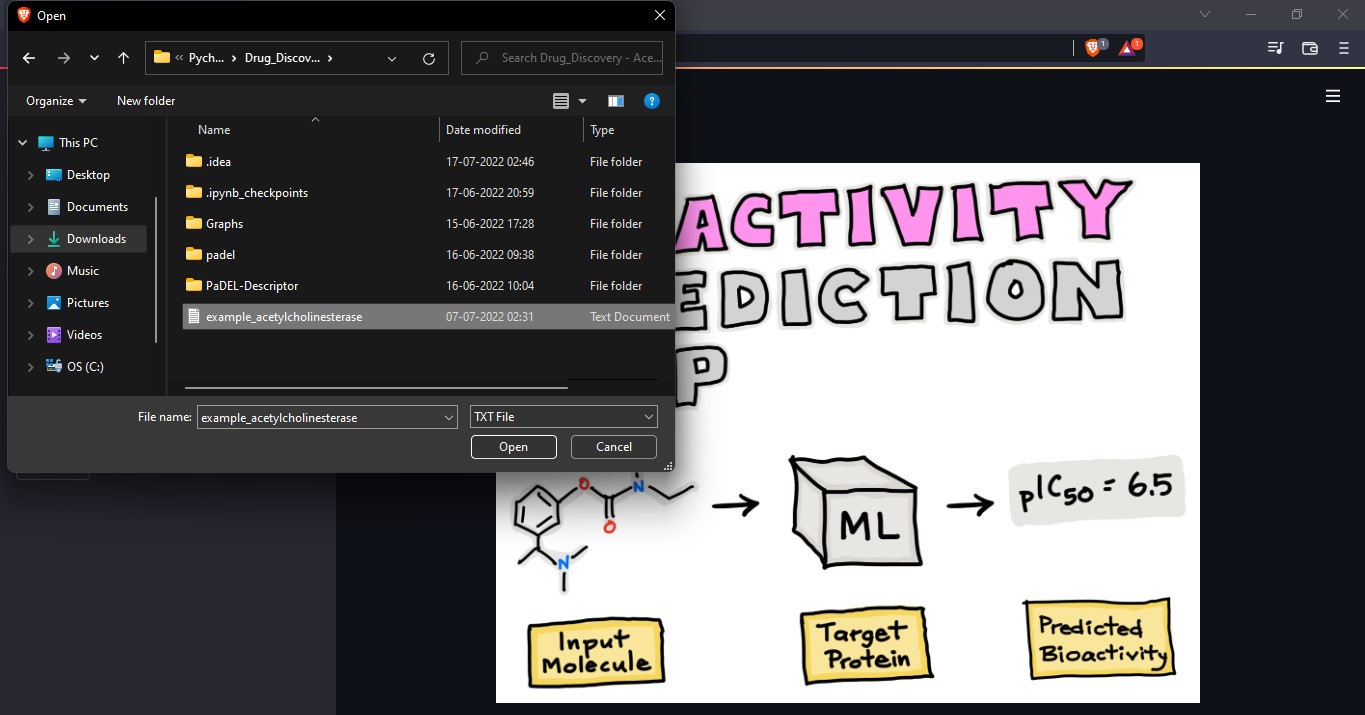 Open
Pych... Drug_Discov...
Search Drug_Discovery - Ace...
Organize New folder
Name Date modified Type
This PC
Desktop
Documents
Downloads
Music
Pictures
Videos
OS (C:)
.idea 17-07-2022 02:46 File folder
.ipynb_checkpoints 17-06-2022 20:59 File folder
Graphs 15-06-2022 17:28 File folder
padel 16-06-2022 09:38 File folder
PaDEL-Descriptor 16-06-2022 10:04 File folder
example_acetylcholinesterase 07-07-2022 02:31 Text Document
File name: example_acetylcholinesterase TXT File
Open Cancel
1 1
ACTIVITY
EDICTION
P
O N O N
ML
pIC50 = 6.5
Input
Molecule
Target
Protein
Predicted
Bioactivity